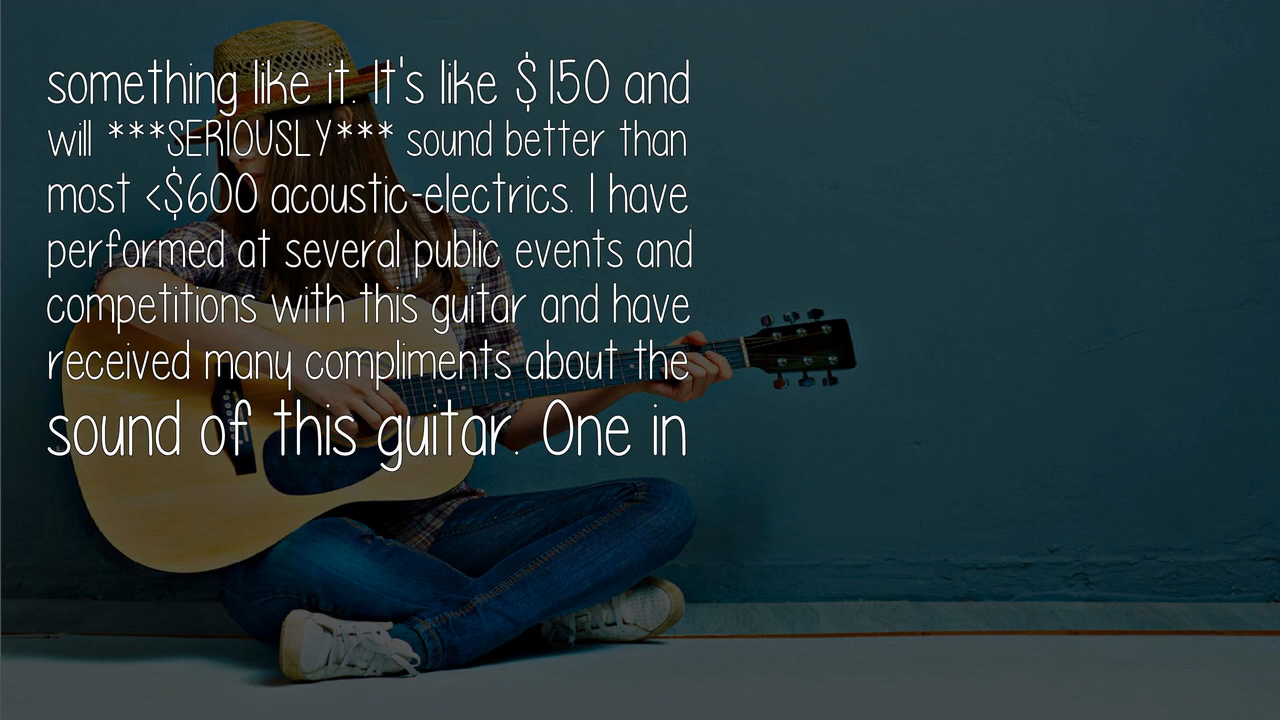 something like it. It's like $150 and
will ***SERIOUSLY*** sound better than
most <$600 acoustic-electrics. I have
performed at several public events and
competitions with this guitar and have
received many compliments about the
sound of this guitar. One in